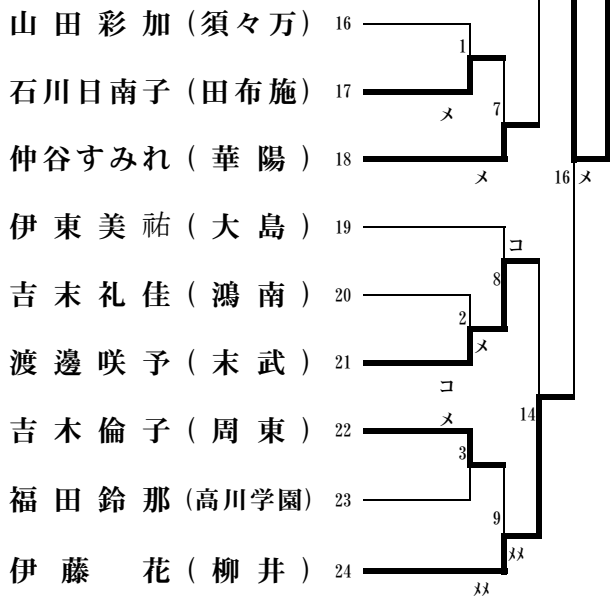 山田彩加（須々万） 16
1
石川日南子（田布施） 17
メ
7
仲谷すみれ（華陽） 18
メ
16 メ
伊東美祐（大島） 19
コ
8
吉末礼佳（鴻南） 20
2
メ
渡邊咲予（末武） 21
コ
メ
14
吉木倫子（周東） 22
3
福田鈴那（高川学園） 23
9
メメ
伊藤 花（柳井） 24
メメ